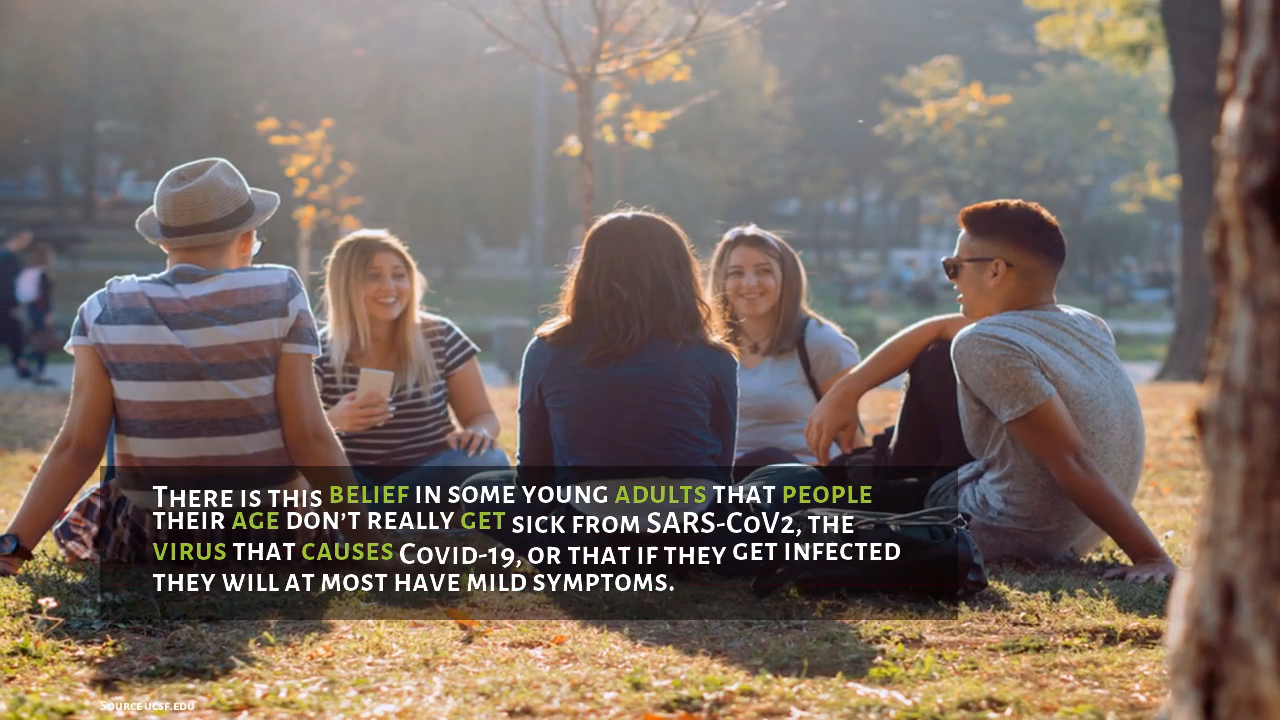 There is this belief in some young adults that people
their age don't really get sick from SARS-CoV2, the
virus that causes Covid-19, or that if they get infected
they will at most have mild symptoms.
Source ucsf.edu